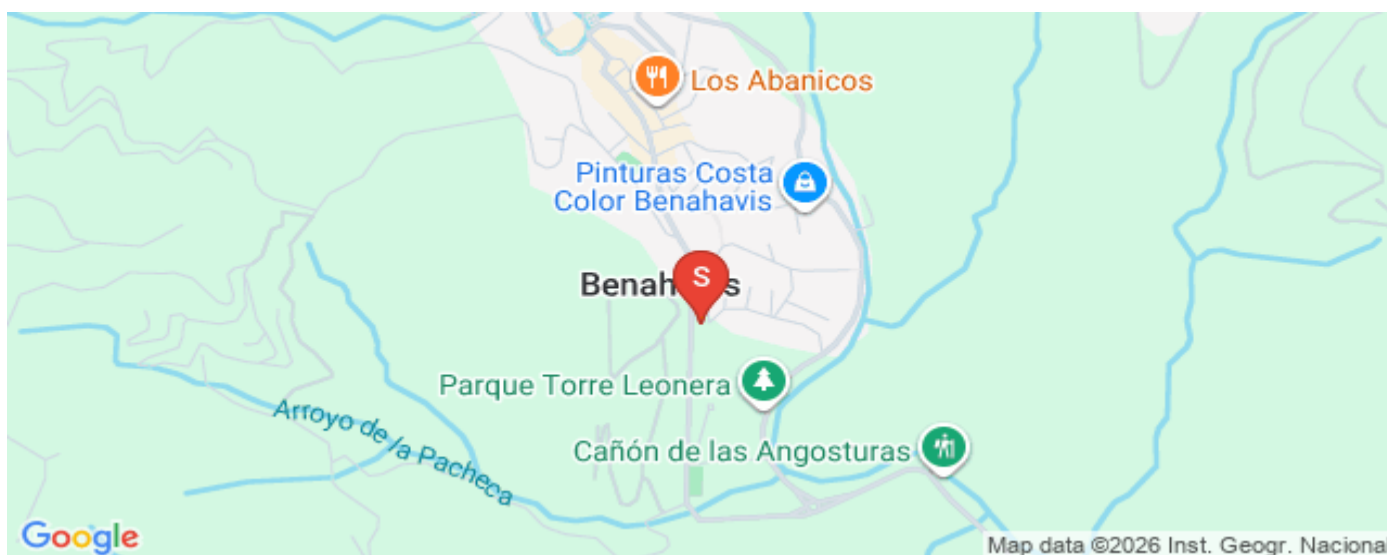 Los Abanicos
Pinturas Costa
Color Benahavis
S
Parque Torre Leonera
Cañón de las Angosturas
Arroyo de la Pacheca
Google
Map data ©2026 Inst. Geogr. Naciona